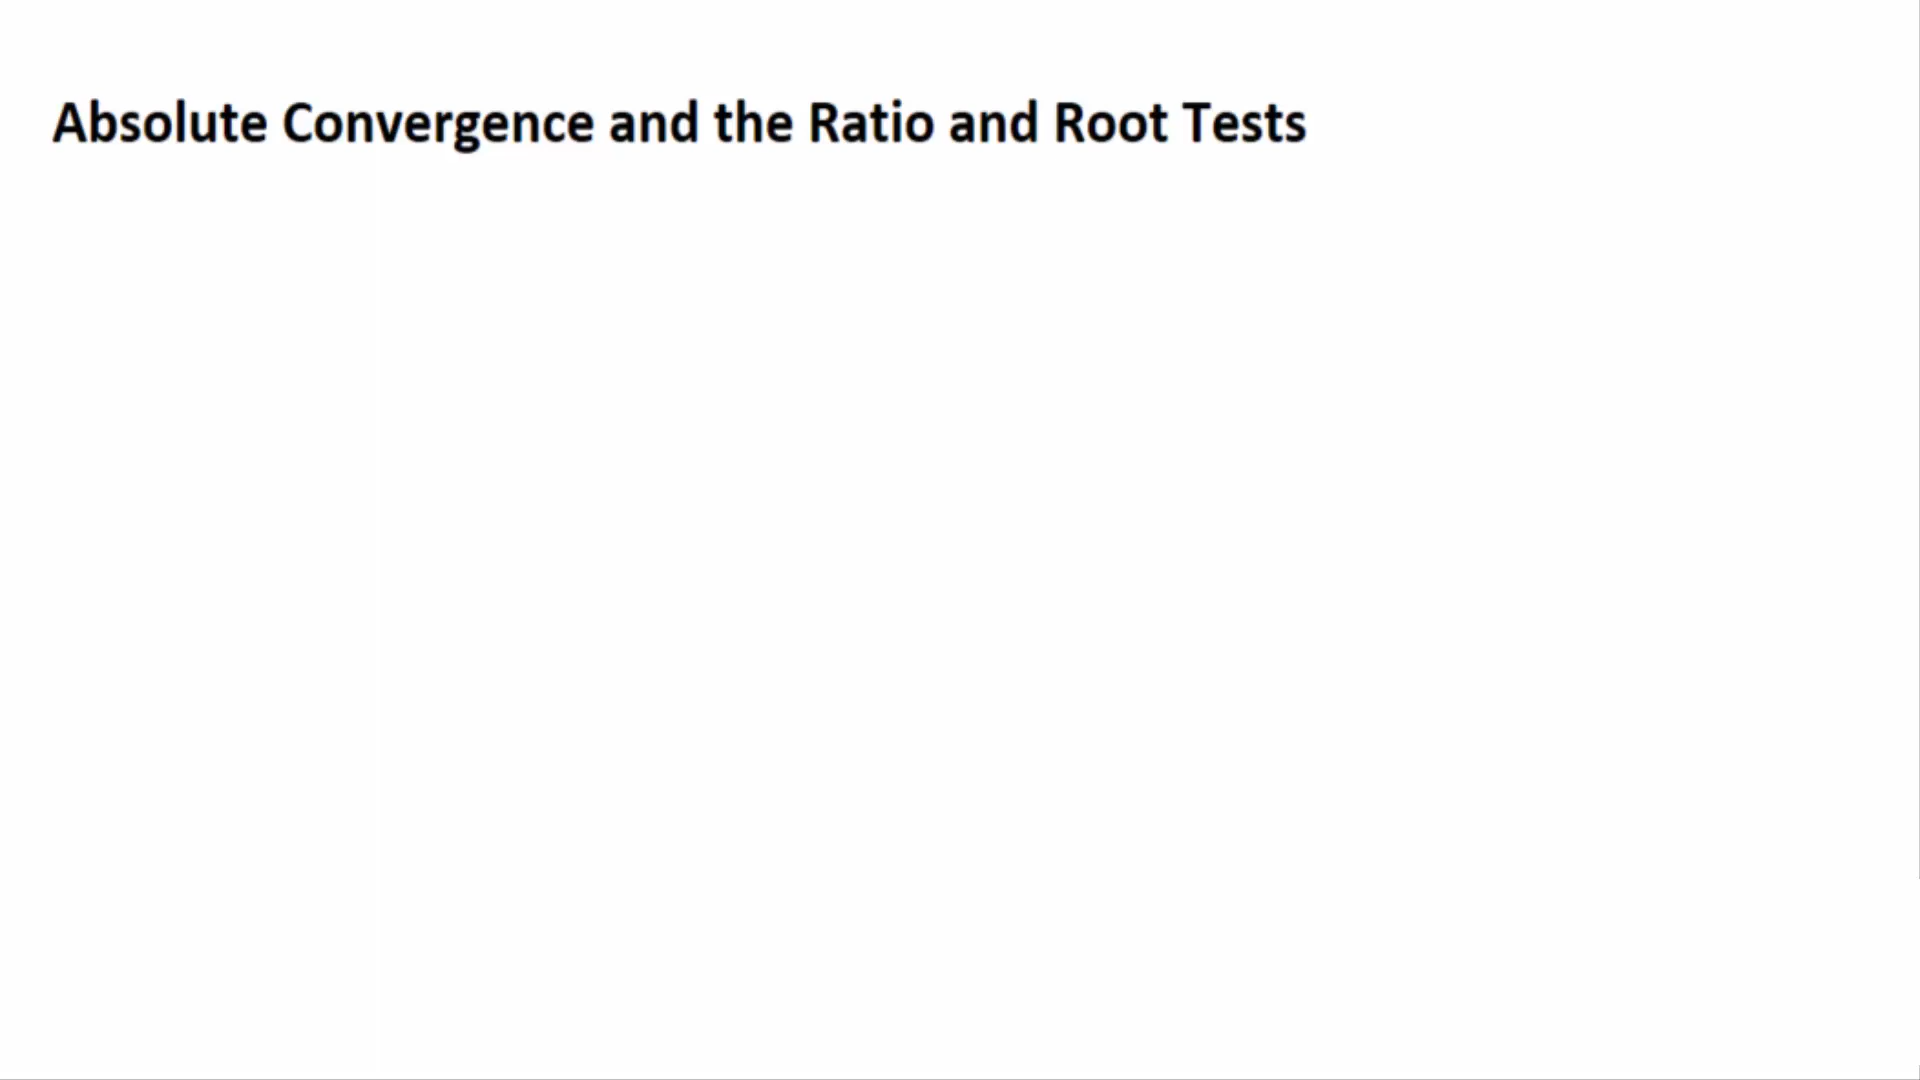 Absolute Convergence and the Ratio and Root Tests